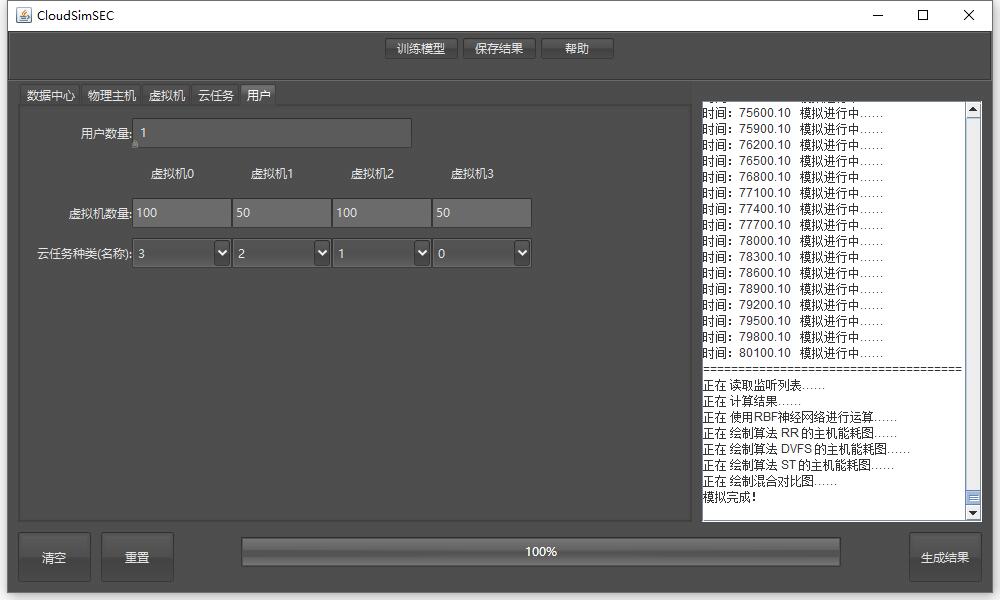 CloudSimSEC
训练模型 保存结果 帮助
数据中心 物理主机 虚拟机 云任务 用户
用户数量: 1
虚拟机0 虚拟机1 虚拟机2 虚拟机3
虚拟机数量: 100 50 100 50
云任务种类(名称): 3 2 1 0
时间：75600.10 模拟进行中……
时间：75900.10 模拟进行中……
时间：76200.10 模拟进行中……
时间：76500.10 模拟进行中……
时间：76800.10 模拟进行中……
时间：77100.10 模拟进行中……
时间：77400.10 模拟进行中……
时间：77700.10 模拟进行中……
时间：78000.10 模拟进行中……
时间：78300.10 模拟进行中……
时间：78600.10 模拟进行中……
时间：78900.10 模拟进行中……
时间：79200.10 模拟进行中……
时间：79500.10 模拟进行中……
时间：79800.10 模拟进行中……
时间：80100.10 模拟进行中……
=====================================
正在 读取监听列表……
正在 计算结果……
正在 使用RBF神经网络进行运算……
正在 绘制算法 RR 的主机能耗图……
正在 绘制算法 DVFS 的主机能耗图……
正在 绘制算法 ST 的主机能耗图……
正在 绘制混合对比图……
模拟完成！
清空 重置 100% 生成结果